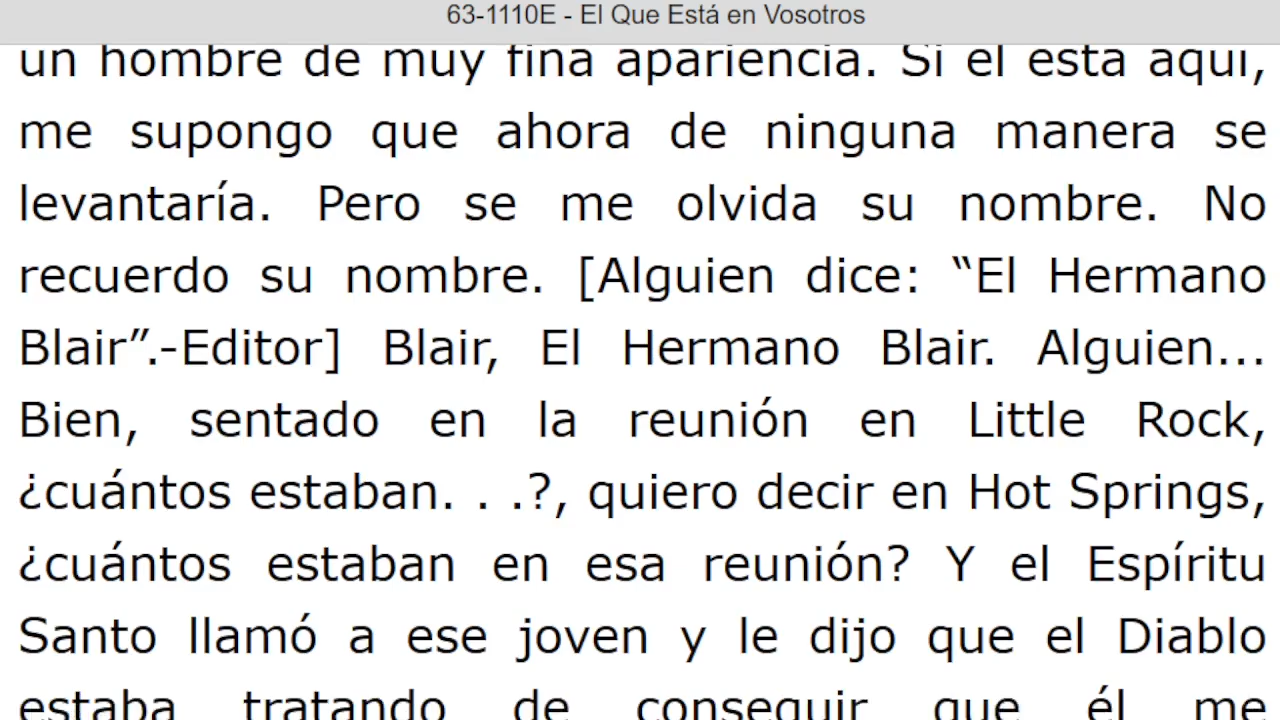 63-1110E - El Que Está en Vosotros
un hombre de muy fina apariencia. Si él está aquí,
me supongo que ahora de ninguna manera se
levantaría. Pero se me olvida su nombre. No
recuerdo su nombre. [Alguien dice: “El Hermano
Blair”.-Editor] Blair, El Hermano Blair. Alguien...
Bien, sentado en la reunión en Little Rock,
¿cuántos estaban. . .?, quiero decir en Hot Springs,
¿cuántos estaban en esa reunión? Y el Espíritu
Santo llamó a ese joven y le dijo que el Diablo
estaba tratando de conseguir que él me